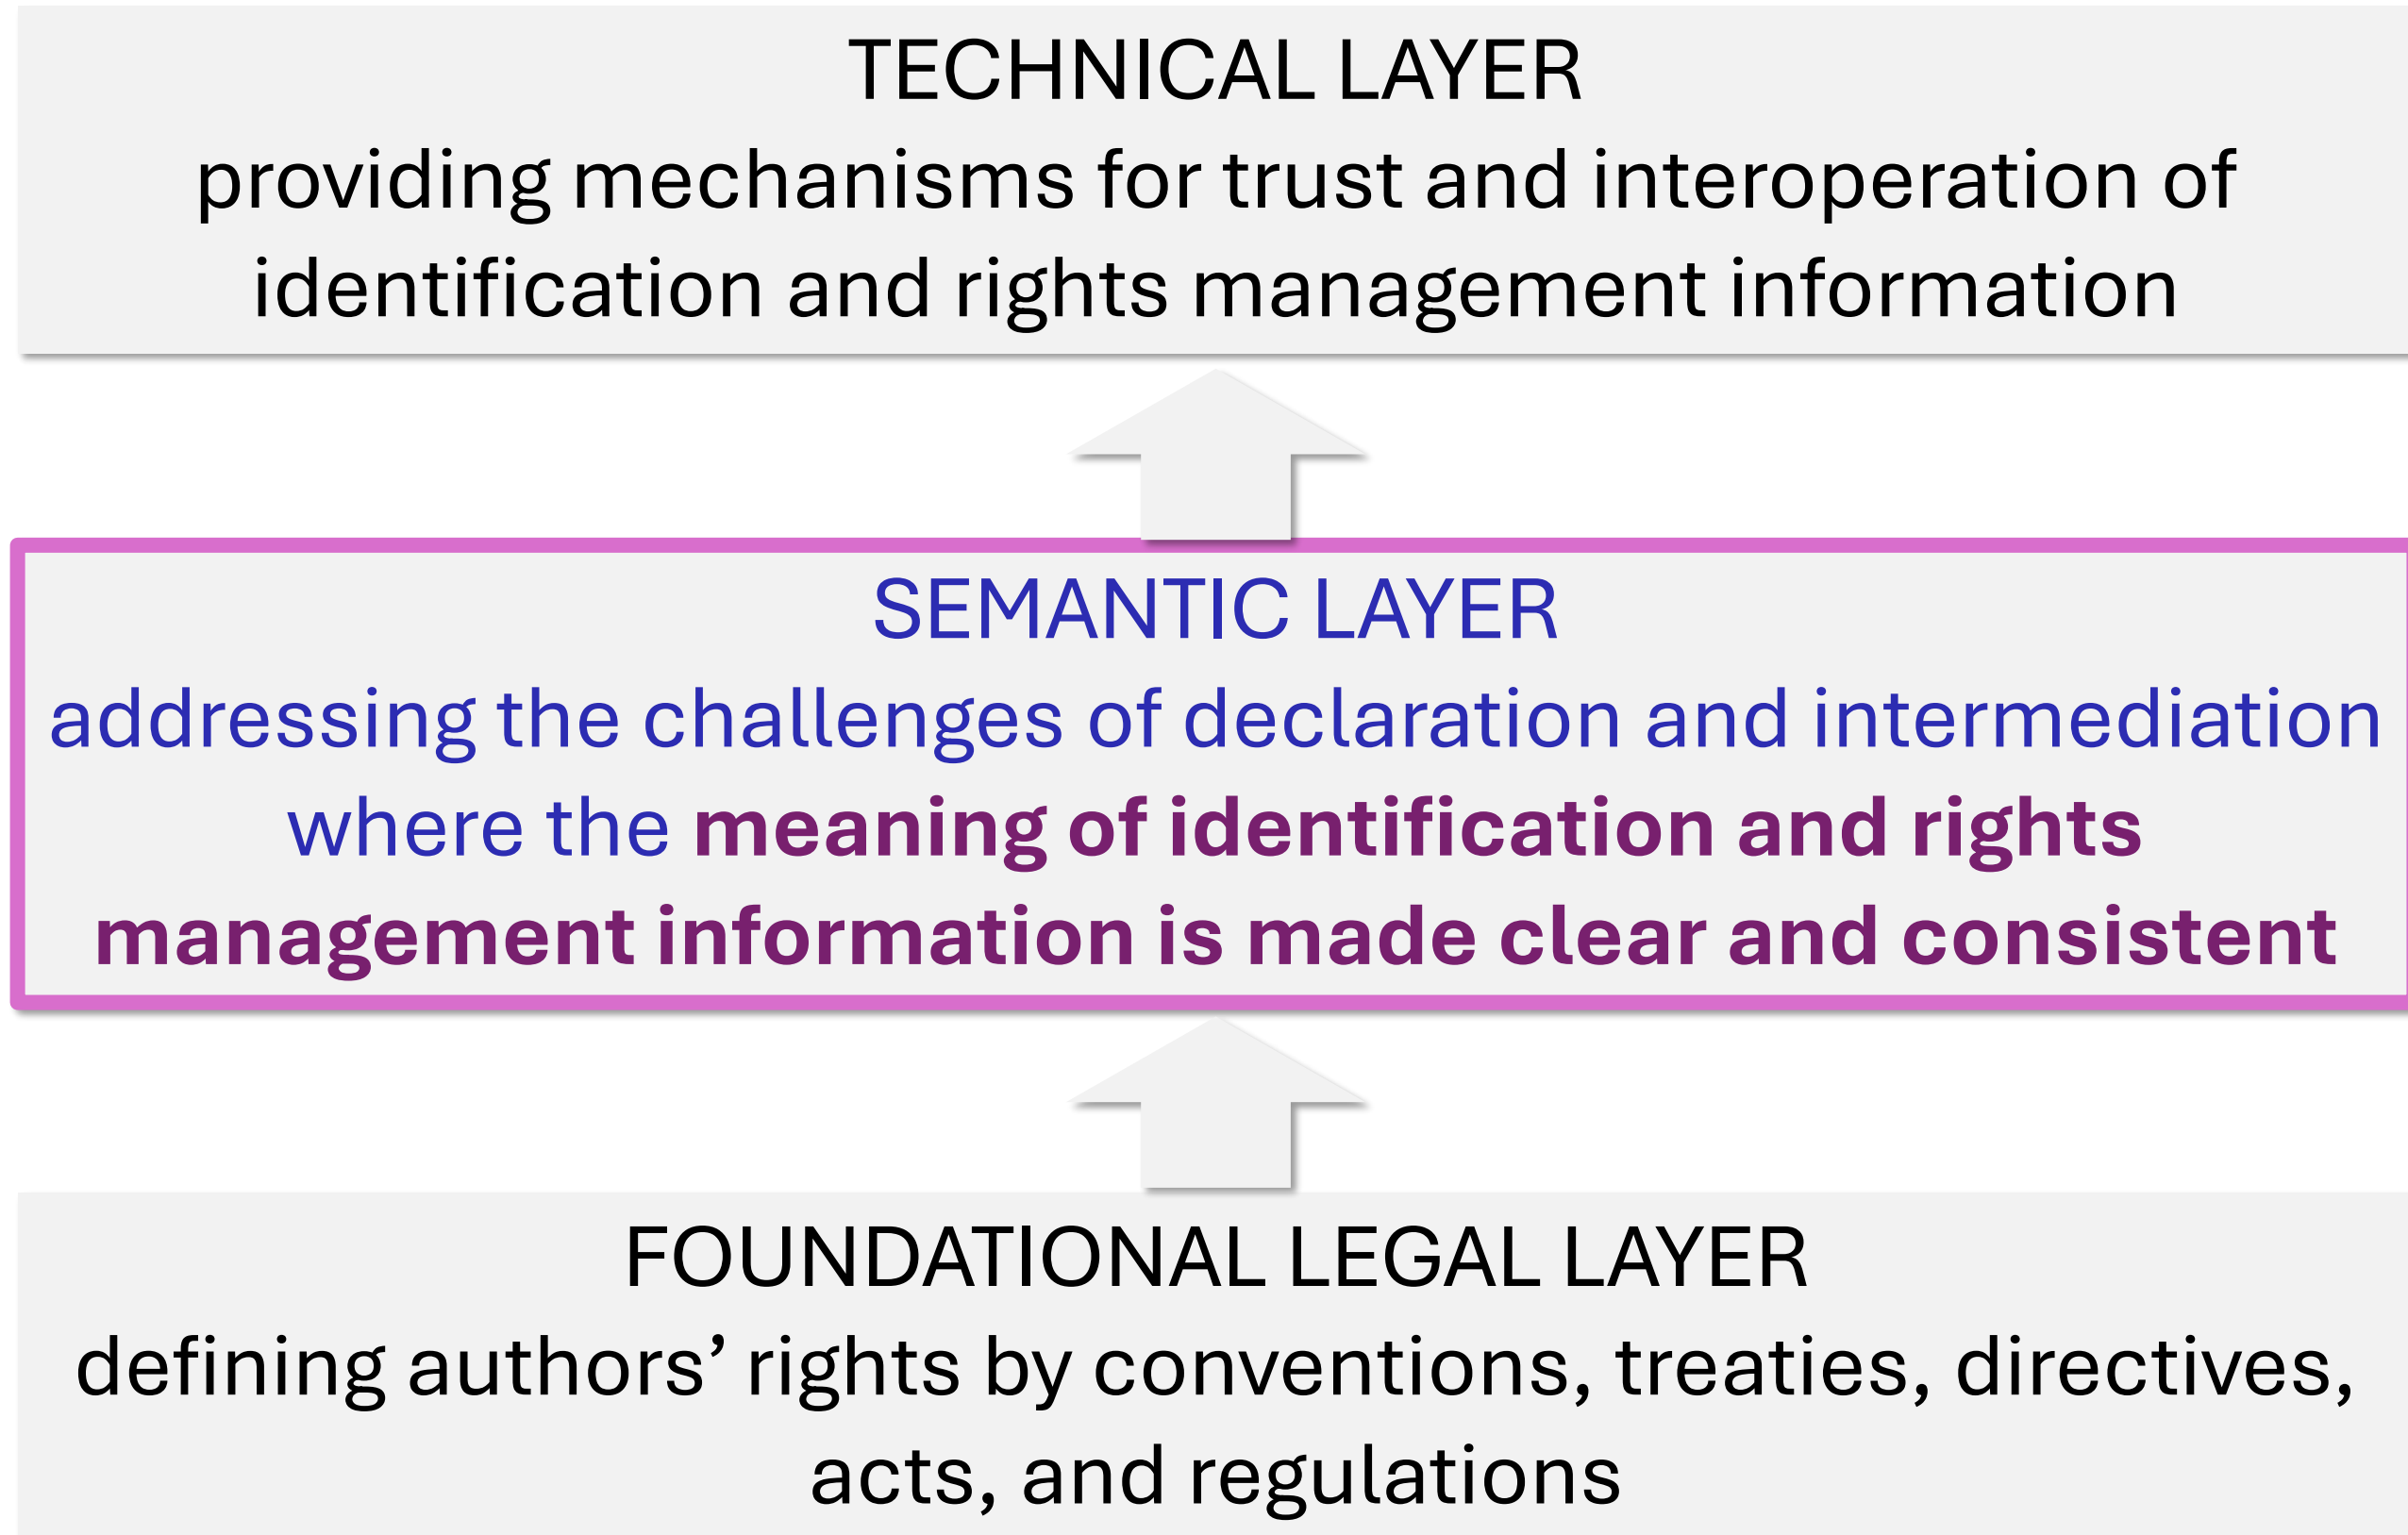 TECHNICAL LAYER
providing mechanisms for trust and interoperation of
identification and rights management information
SEMANTIC LAYER
addressing the challenges of declaration and intermediation
where the meaning of identification and rights
management information is made clear and consistent
FOUNDATIONAL LEGAL LAYER
defining authors’ rights by conventions, treaties, directives,
acts, and regulations